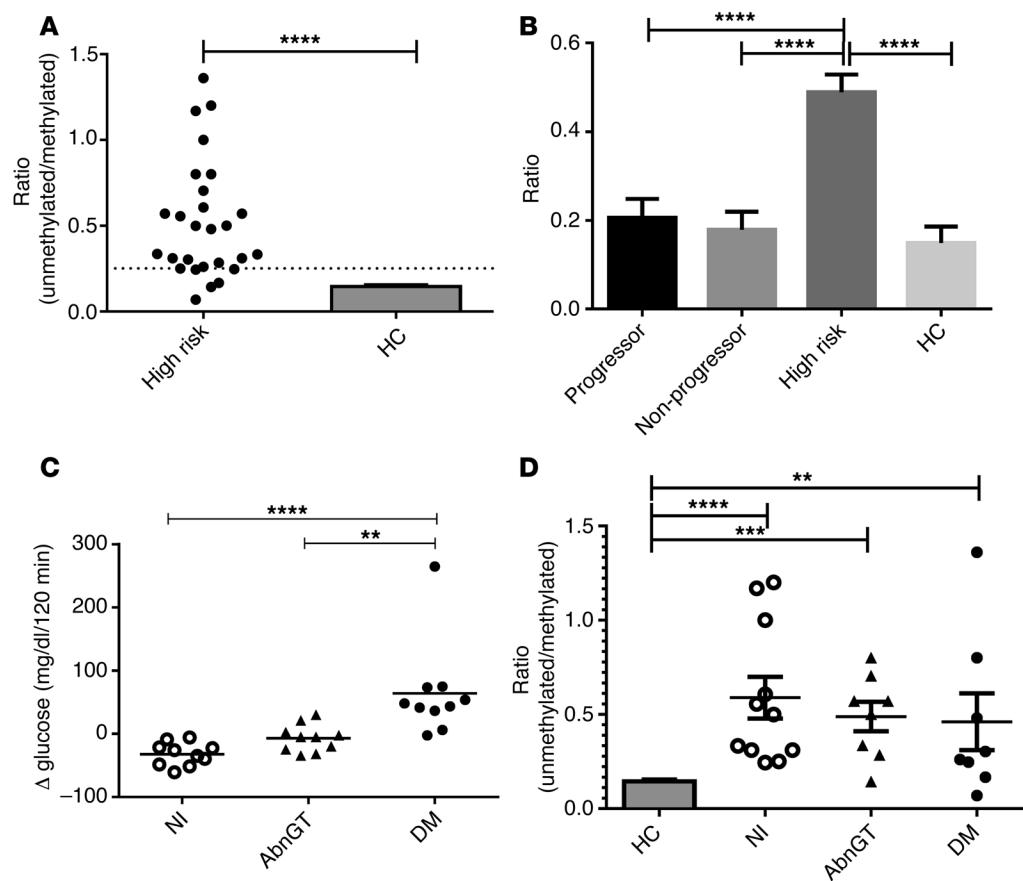 A
****
Ratio
(unmethylated/methylated)
1.5
1.0
0.5
0.0
High risk
HC
B
****
****
****
Ratio
0.6
0.4
0.2
0.0
Progressor
Non-progressor
High risk
HC
C
****
**
Δ glucose (mg/dl/120 min)
300
200
100
0
–100
NI
AbnGT
DM
D
**
****
***
Ratio
(unmethylated/methylated)
1.5
1.0
0.5
0.0
HC
NI
AbnGT
DM